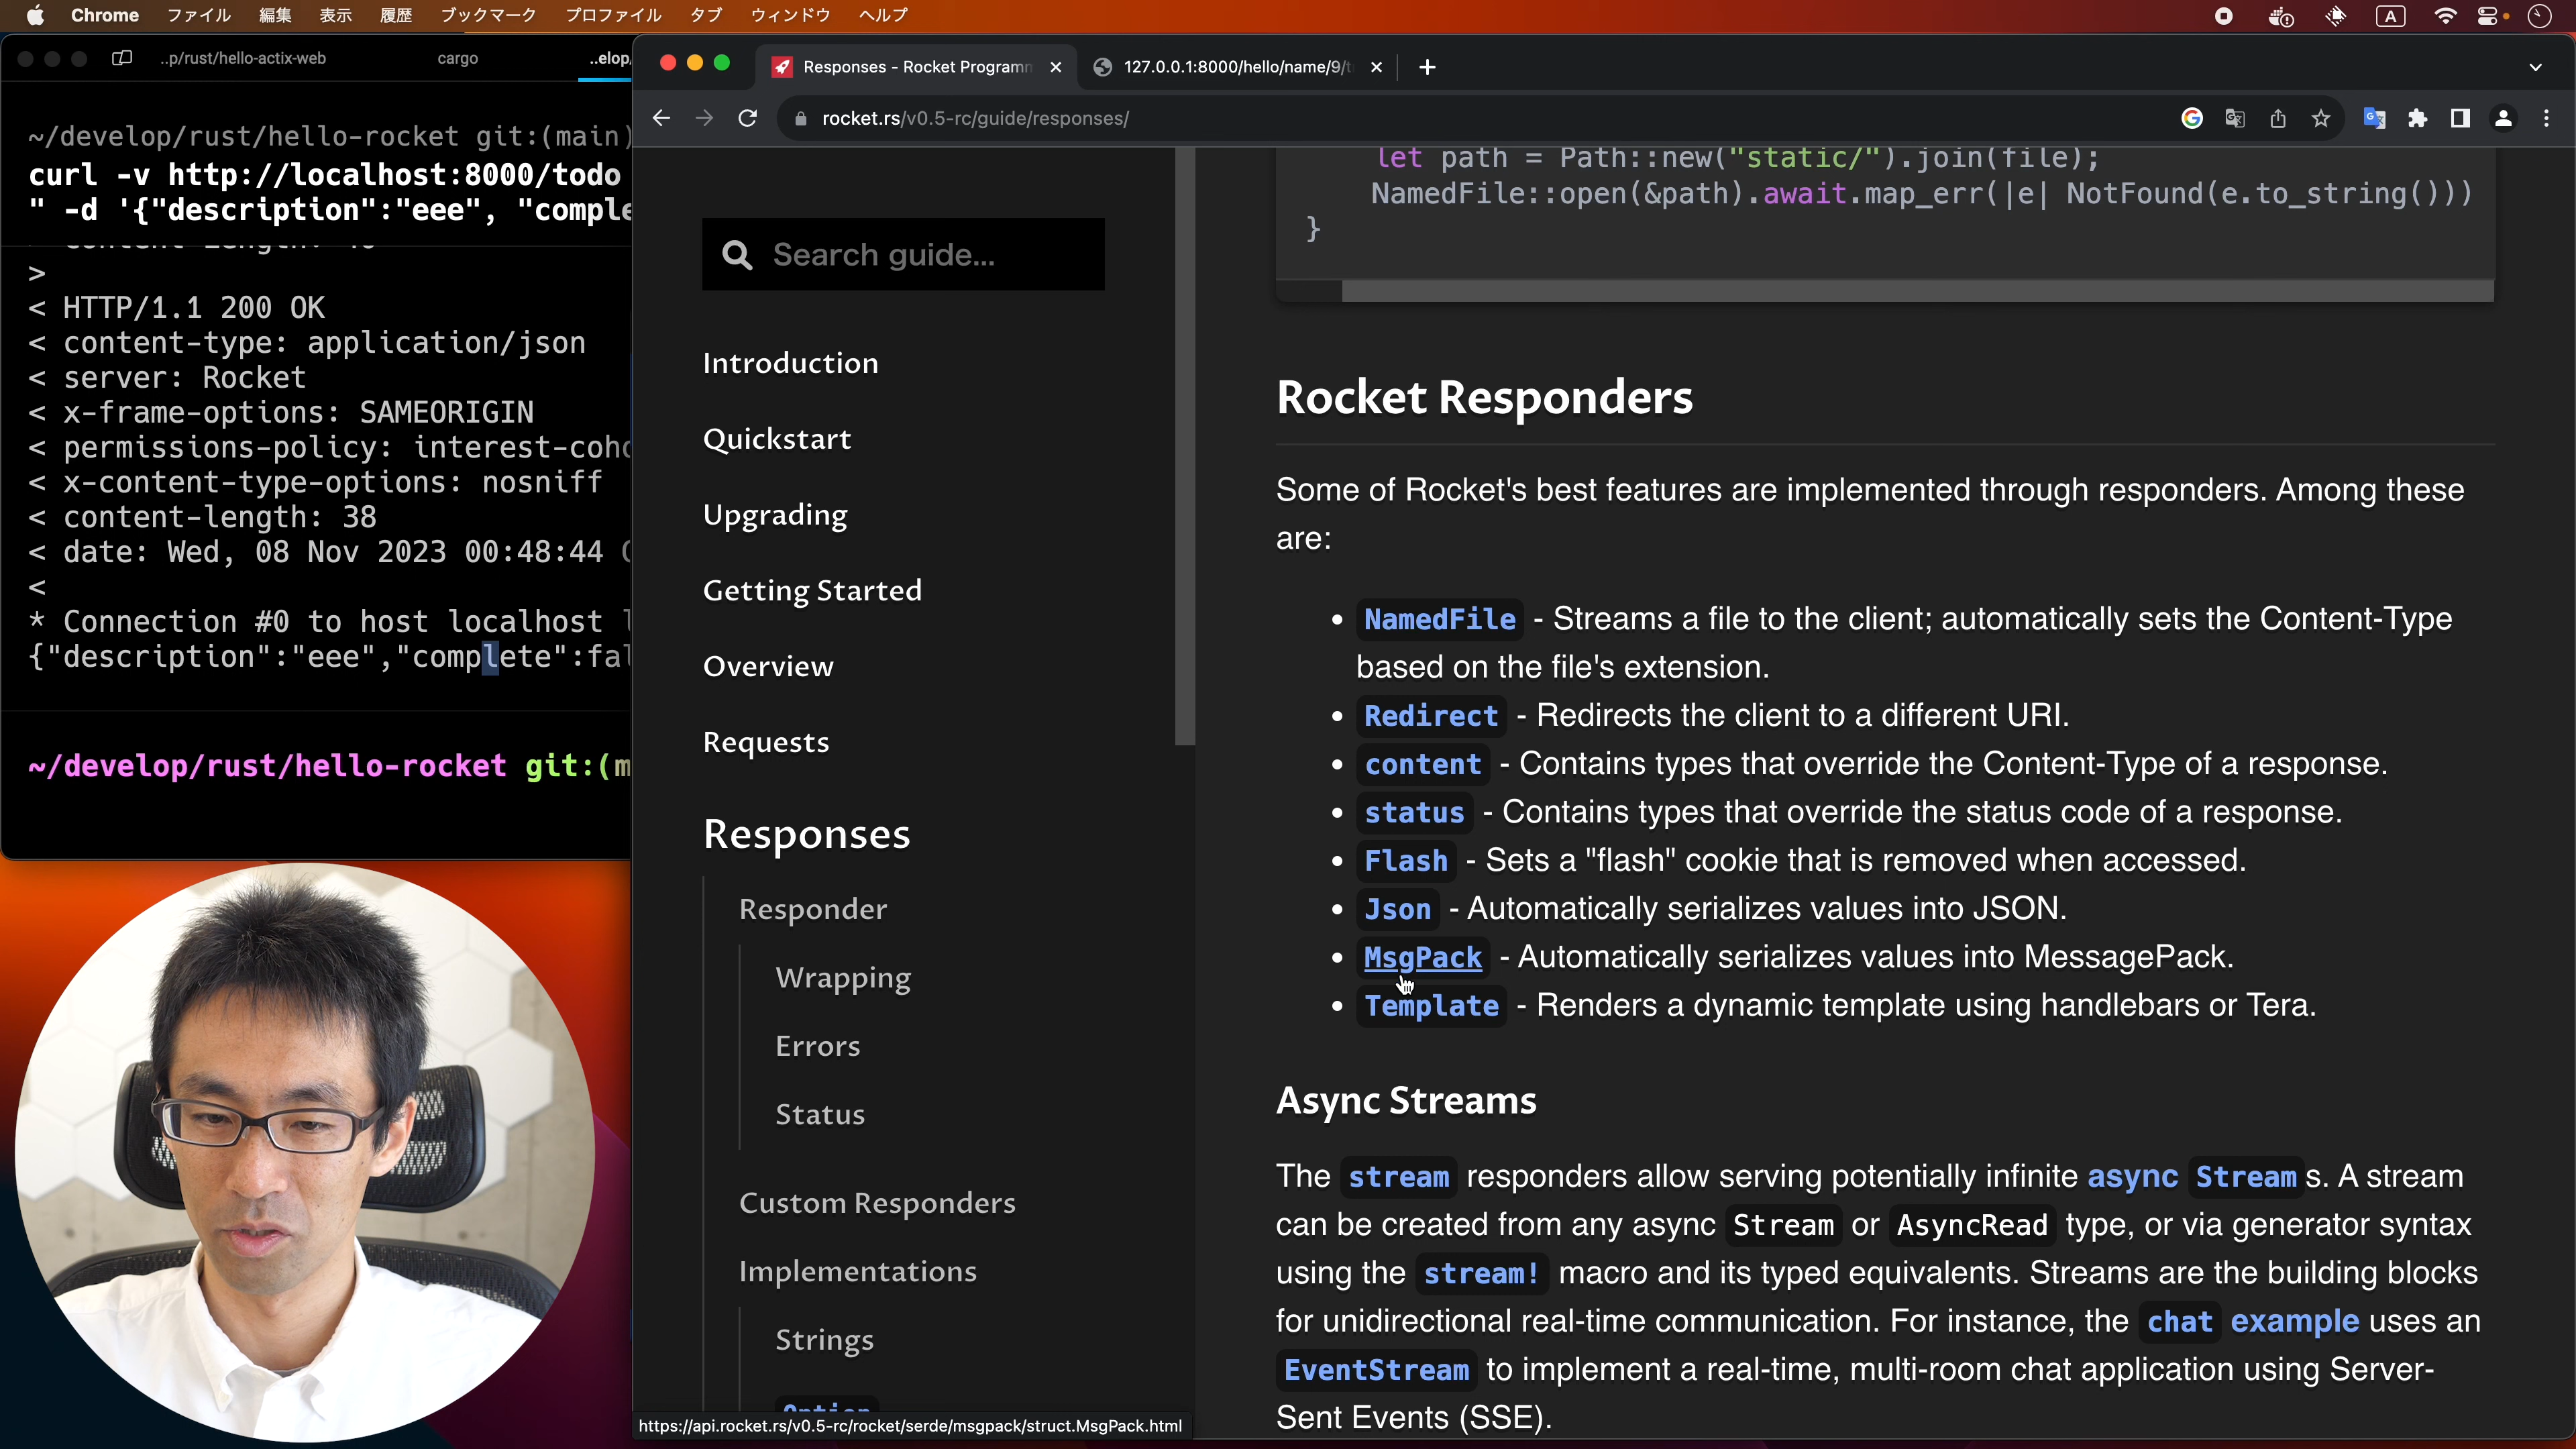 Chrome ファイル 編集 表示 履歴 ブックマーク プロファイル タブ ウィンドウ ヘルプ A
..p/rust/hello-actix-web cargo ..elop/
~/develop/rust/hello-rocket git:(main)
curl -v http://localhost:8000/todo
" -d '{"description":"eee", "comple
>
< HTTP/1.1 200 OK
< content-type: application/json
< server: Rocket
< x-frame-options: SAMEORIGIN
< permissions-policy: interest-coho
< x-content-type-options: nosniff
< content-length: 38
< date: Wed, 08 Nov 2023 00:48:44
<
* Connection #0 to host localhost
{"description":"eee","complete":fal
~/develop/rust/hello-rocket git:(m
Responses - Rocket Programm
127.0.0.1:8000/hello/name/9/t
rocket.rs/v0.5-rc/guide/responses/
Search guide...
Introduction
Quickstart
Upgrading
Getting Started
Overview
Requests
Responses
Responder
Wrapping
Errors
Status
Custom Responders
Implementations
Strings
Option
https://api.rocket.rs/v0.5-rc/rocket/serde/msgpack/struct.MsgPack.html
let path = Path::new("static/").join(file);
NamedFile::open(&path).await.map_err(|e| NotFound(e.to_string()))
}
Rocket Responders
Some of Rocket's best features are implemented through responders. Among these
are:
• NamedFile - Streams a file to the client; automatically sets the Content-Type
based on the file's extension.
• Redirect - Redirects the client to a different URI.
• content - Contains types that override the Content-Type of a response.
• status - Contains types that override the status code of a response.
• Flash - Sets a "flash" cookie that is removed when accessed.
• Json - Automatically serializes values into JSON.
• MsgPack - Automatically serializes values into MessagePack.
• Template - Renders a dynamic template using handlebars or Tera.
Async Streams
The stream responders allow serving potentially infinite async Streams. A stream
can be created from any async Stream or AsyncRead type, or via generator syntax
using the stream! macro and its typed equivalents. Streams are the building blocks
for unidirectional real-time communication. For instance, the chat example uses an
EventStream to implement a real-time, multi-room chat application using Server-
Sent Events (SSE).